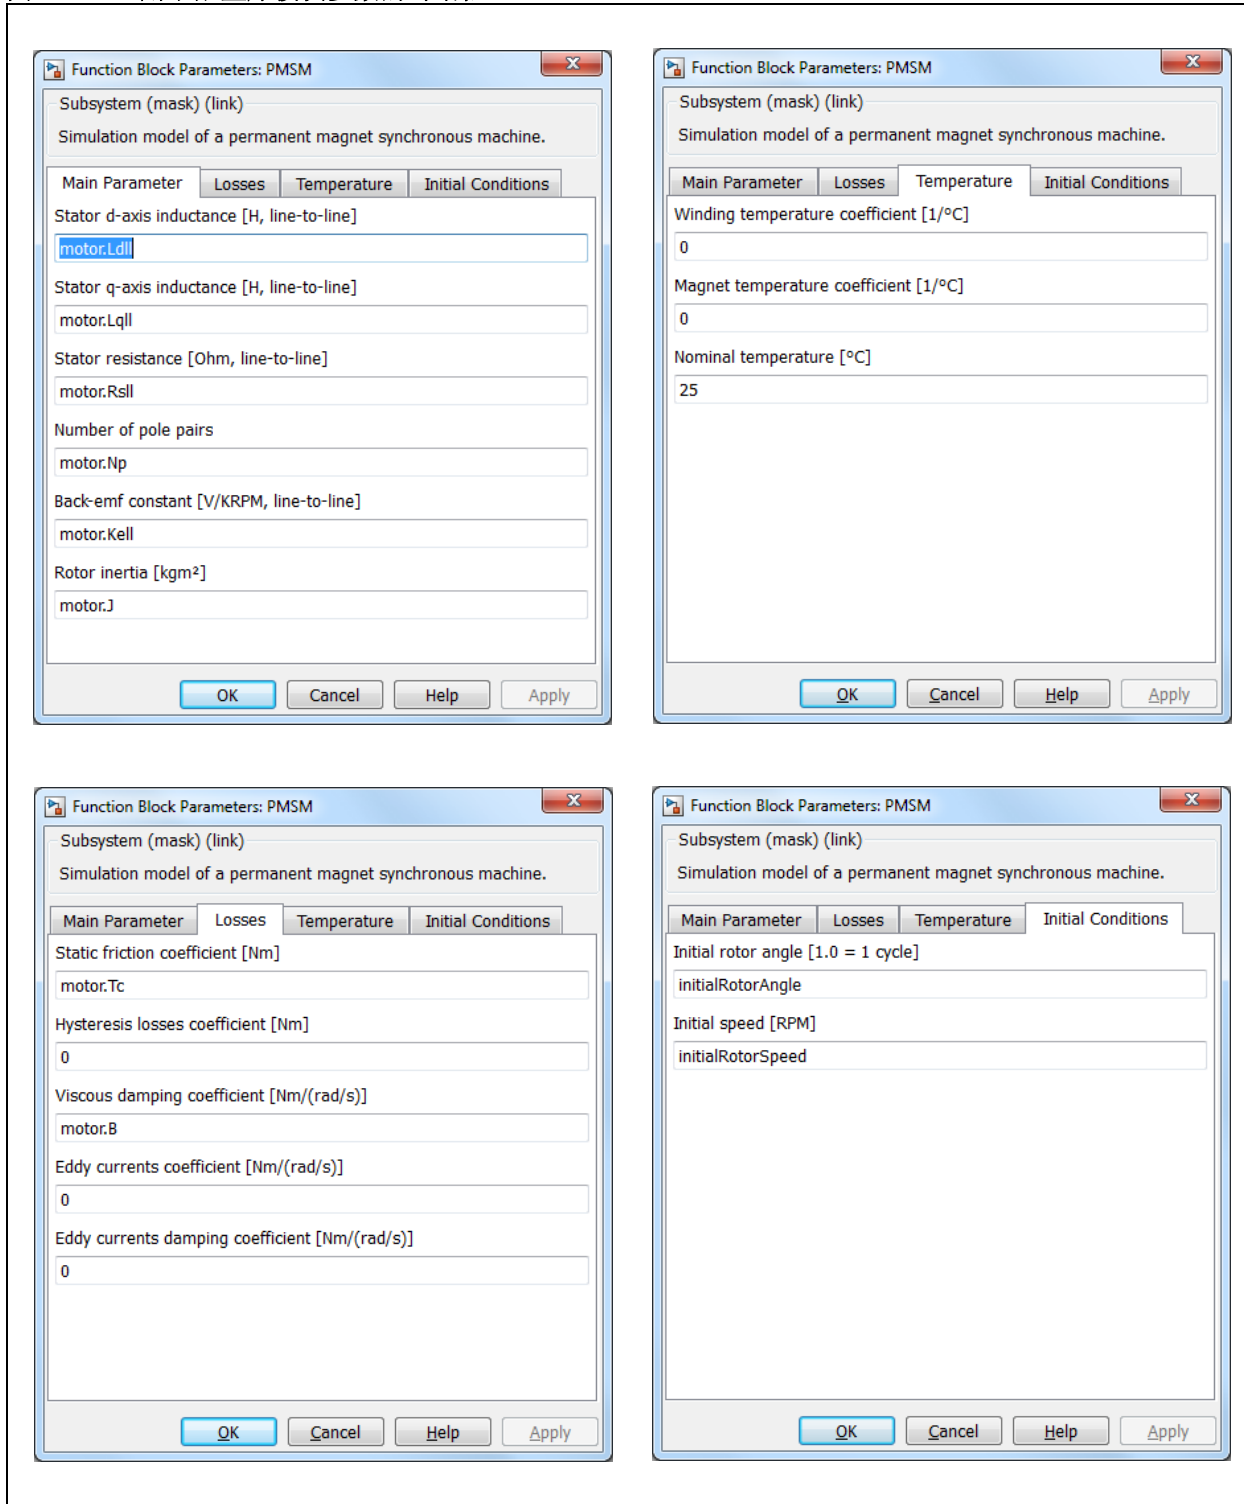 Function Block Parameters: PMSM
Subsystem (mask) (link)
Simulation model of a permanent magnet synchronous machine.
Main Parameter Losses Temperature Initial Conditions
Stator d-axis inductance [H, line-to-line]
motor.Ldll
Stator q-axis inductance [H, line-to-line]
motor.Lqll
Stator resistance [Ohm, line-to-line]
motor.Rsll
Number of pole pairs
motor.Np
Back-emf constant [V/KRPM, line-to-line]
motor.Kell
Rotor inertia [kgm²]
motor.J
OK Cancel Help Apply
Function Block Parameters: PMSM
Subsystem (mask) (link)
Simulation model of a permanent magnet synchronous machine.
Main Parameter Losses Temperature Initial Conditions
Winding temperature coefficient [1/°C]
0
Magnet temperature coefficient [1/°C]
0
Nominal temperature [°C]
25
OK Cancel Help Apply
Function Block Parameters: PMSM
Subsystem (mask) (link)
Simulation model of a permanent magnet synchronous machine.
Main Parameter Losses Temperature Initial Conditions
Static friction coefficient [Nm]
motor.Tc
Hysteresis losses coefficient [Nm]
0
Viscous damping coefficient [Nm/(rad/s)]
motor.B
Eddy currents coefficient [Nm/(rad/s)]
0
Eddy currents damping coefficient [Nm/(rad/s)]
0
OK Cancel Help Apply
Function Block Parameters: PMSM
Subsystem (mask) (link)
Simulation model of a permanent magnet synchronous machine.
Main Parameter Losses Temperature Initial Conditions
Initial rotor angle [1.0 = 1 cycle]
initialRotorAngle
Initial speed [RPM]
initialRotorSpeed
OK Cancel Help Apply